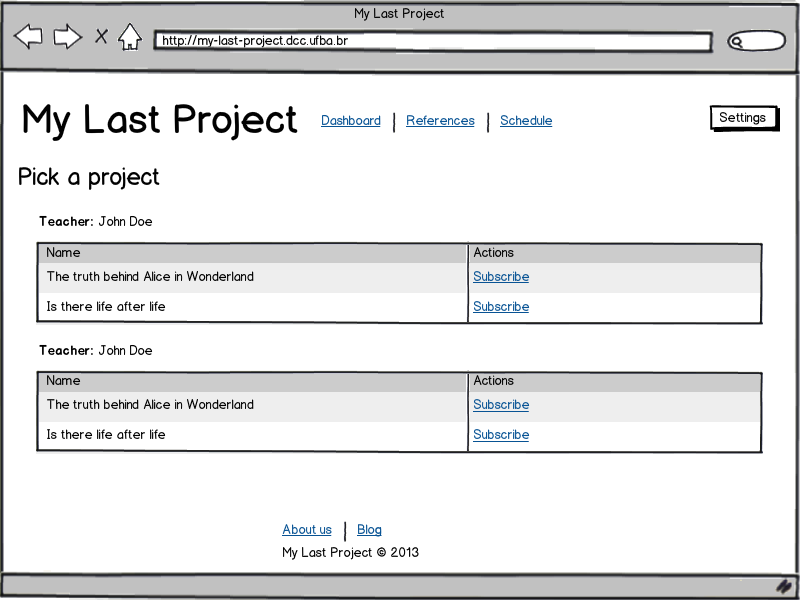 My Last Project
http://my-last-project.dcc.ufba.br
My Last Project Dashboard | References | Schedule Settings
Pick a project
Teacher: John Doe
Name Actions
The truth behind Alice in Wonderland Subscribe
Is there life after life Subscribe
Teacher: John Doe
Name Actions
The truth behind Alice in Wonderland Subscribe
Is there life after life Subscribe
About us | Blog
My Last Project © 2013